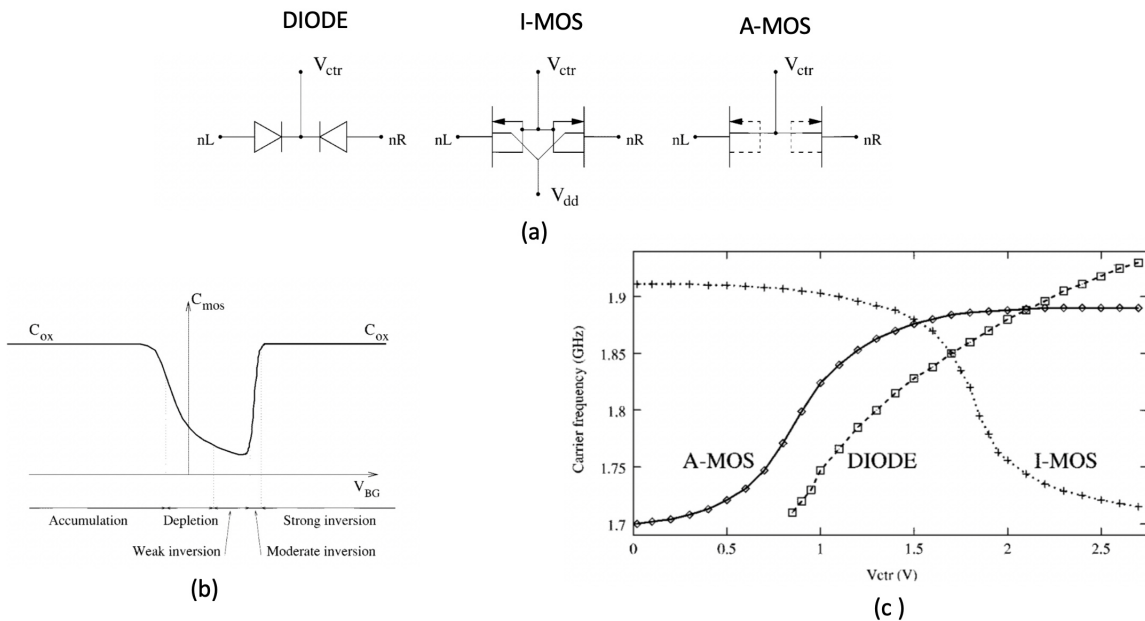 DIODE I-MOS A-MOS
Vctr Vctr Vctr
nL nR nL nR nL nR
Vdd
(a)
Cmos
Cox Cox
VBG
Accumulation Depletion Strong inversion
Weak inversion Moderate inversion
(b)
Carrier frequency (GHz)
1.9
1.85
1.8
1.75
1.7
A-MOS DIODE I-MOS
0 0.5 1 1.5 2 2.5
Vctr (V)
(c )